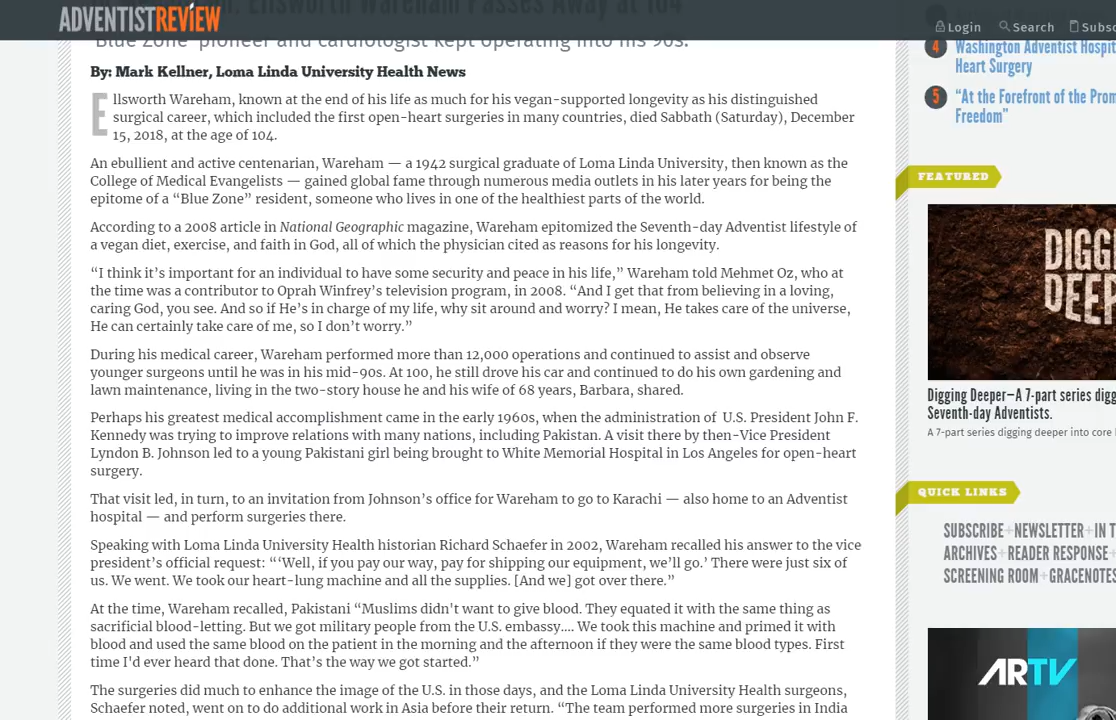 Ellsworth Wareham Passes Away at 104
ADVENTIST REVIEW
Login
Search
'Blue Zone' pioneer and cardiologist kept operating into his 90s.
By: Mark Kellner, Loma Linda University Health News
Ellsworth Wareham, known at the end of his life as much for his vegan-supported longevity as his distinguished
surgical career, which included the first open-heart surgeries in many countries, died Sabbath (Saturday), December
15, 2018, at the age of 104.
An ebullient and active centenarian, Wareham — a 1942 surgical graduate of Loma Linda University, then known as the
College of Medical Evangelists — gained global fame through numerous media outlets in his later years for being the
epitome of a “Blue Zone” resident, someone who lives in one of the healthiest parts of the world.
According to a 2008 article in National Geographic magazine, Wareham epitomized the Seventh-day Adventist lifestyle of
a vegan diet, exercise, and faith in God, all of which the physician cited as reasons for his longevity.
“I think it’s important for an individual to have some security and peace in his life,” Wareham told Mehmet Oz, who at
the time was a contributor to Oprah Winfrey’s television program, in 2008. “And I get that from believing in a loving,
caring God, you see. And so if He’s in charge of my life, why sit around and worry? I mean, He takes care of the universe,
He can certainly take care of me, so I don’t worry.”
During his medical career, Wareham performed more than 12,000 operations and continued to assist and observe
younger surgeons until he was in his mid-90s. At 100, he still drove his car and continued to do his own gardening and
lawn maintenance, living in the two-story house he and his wife of 68 years, Barbara, shared.
Perhaps his greatest medical accomplishment came in the early 1960s, when the administration of  U.S. President John F.
Kennedy was trying to improve relations with many nations, including Pakistan. A visit there by then-Vice President
Lyndon B. Johnson led to a young Pakistani girl being brought to White Memorial Hospital in Los Angeles for open-heart
surgery.
That visit led, in turn, to an invitation from Johnson’s office for Wareham to go to Karachi — also home to an Adventist
hospital — and perform surgeries there.
Speaking with Loma Linda University Health historian Richard Schaefer in 2002, Wareham recalled his answer to the vice
president’s official request: “‘Well, if you pay our way, pay for shipping our equipment, we’ll go.’ There were just six of
us. We went. We took our heart-lung machine and all the supplies. [And we] got over there.”
At the time, Wareham recalled, Pakistani “Muslims didn't want to give blood. They equated it with the same thing as
sacrificial blood-letting. But we got military people from the U.S. embassy…. We took this machine and primed it with
blood and used the same blood on the patient in the morning and the afternoon if they were the same blood types. First
time I'd ever heard that done. That’s the way we got started.”
The surgeries did much to enhance the image of the U.S. in those days, and the Loma Linda University Health surgeons,
Schaefer noted, went on to do additional work in Asia before their return. “The team performed more surgeries in India
4
Washington Adventist Hospit
Heart Surgery
5
“At the Forefront of the Prom
Freedom”
FEATURED
DIGG
DEEP
Digging Deeper—A 7-part series digg
Seventh-day Adventists.
A 7-part series digging deeper into core
QUICK LINKS
SUBSCRIBE+NEWSLETTER+IN T
ARCHIVES+READER RESPONSE+
SCREENING ROOM+GRACENOTES
ARTV